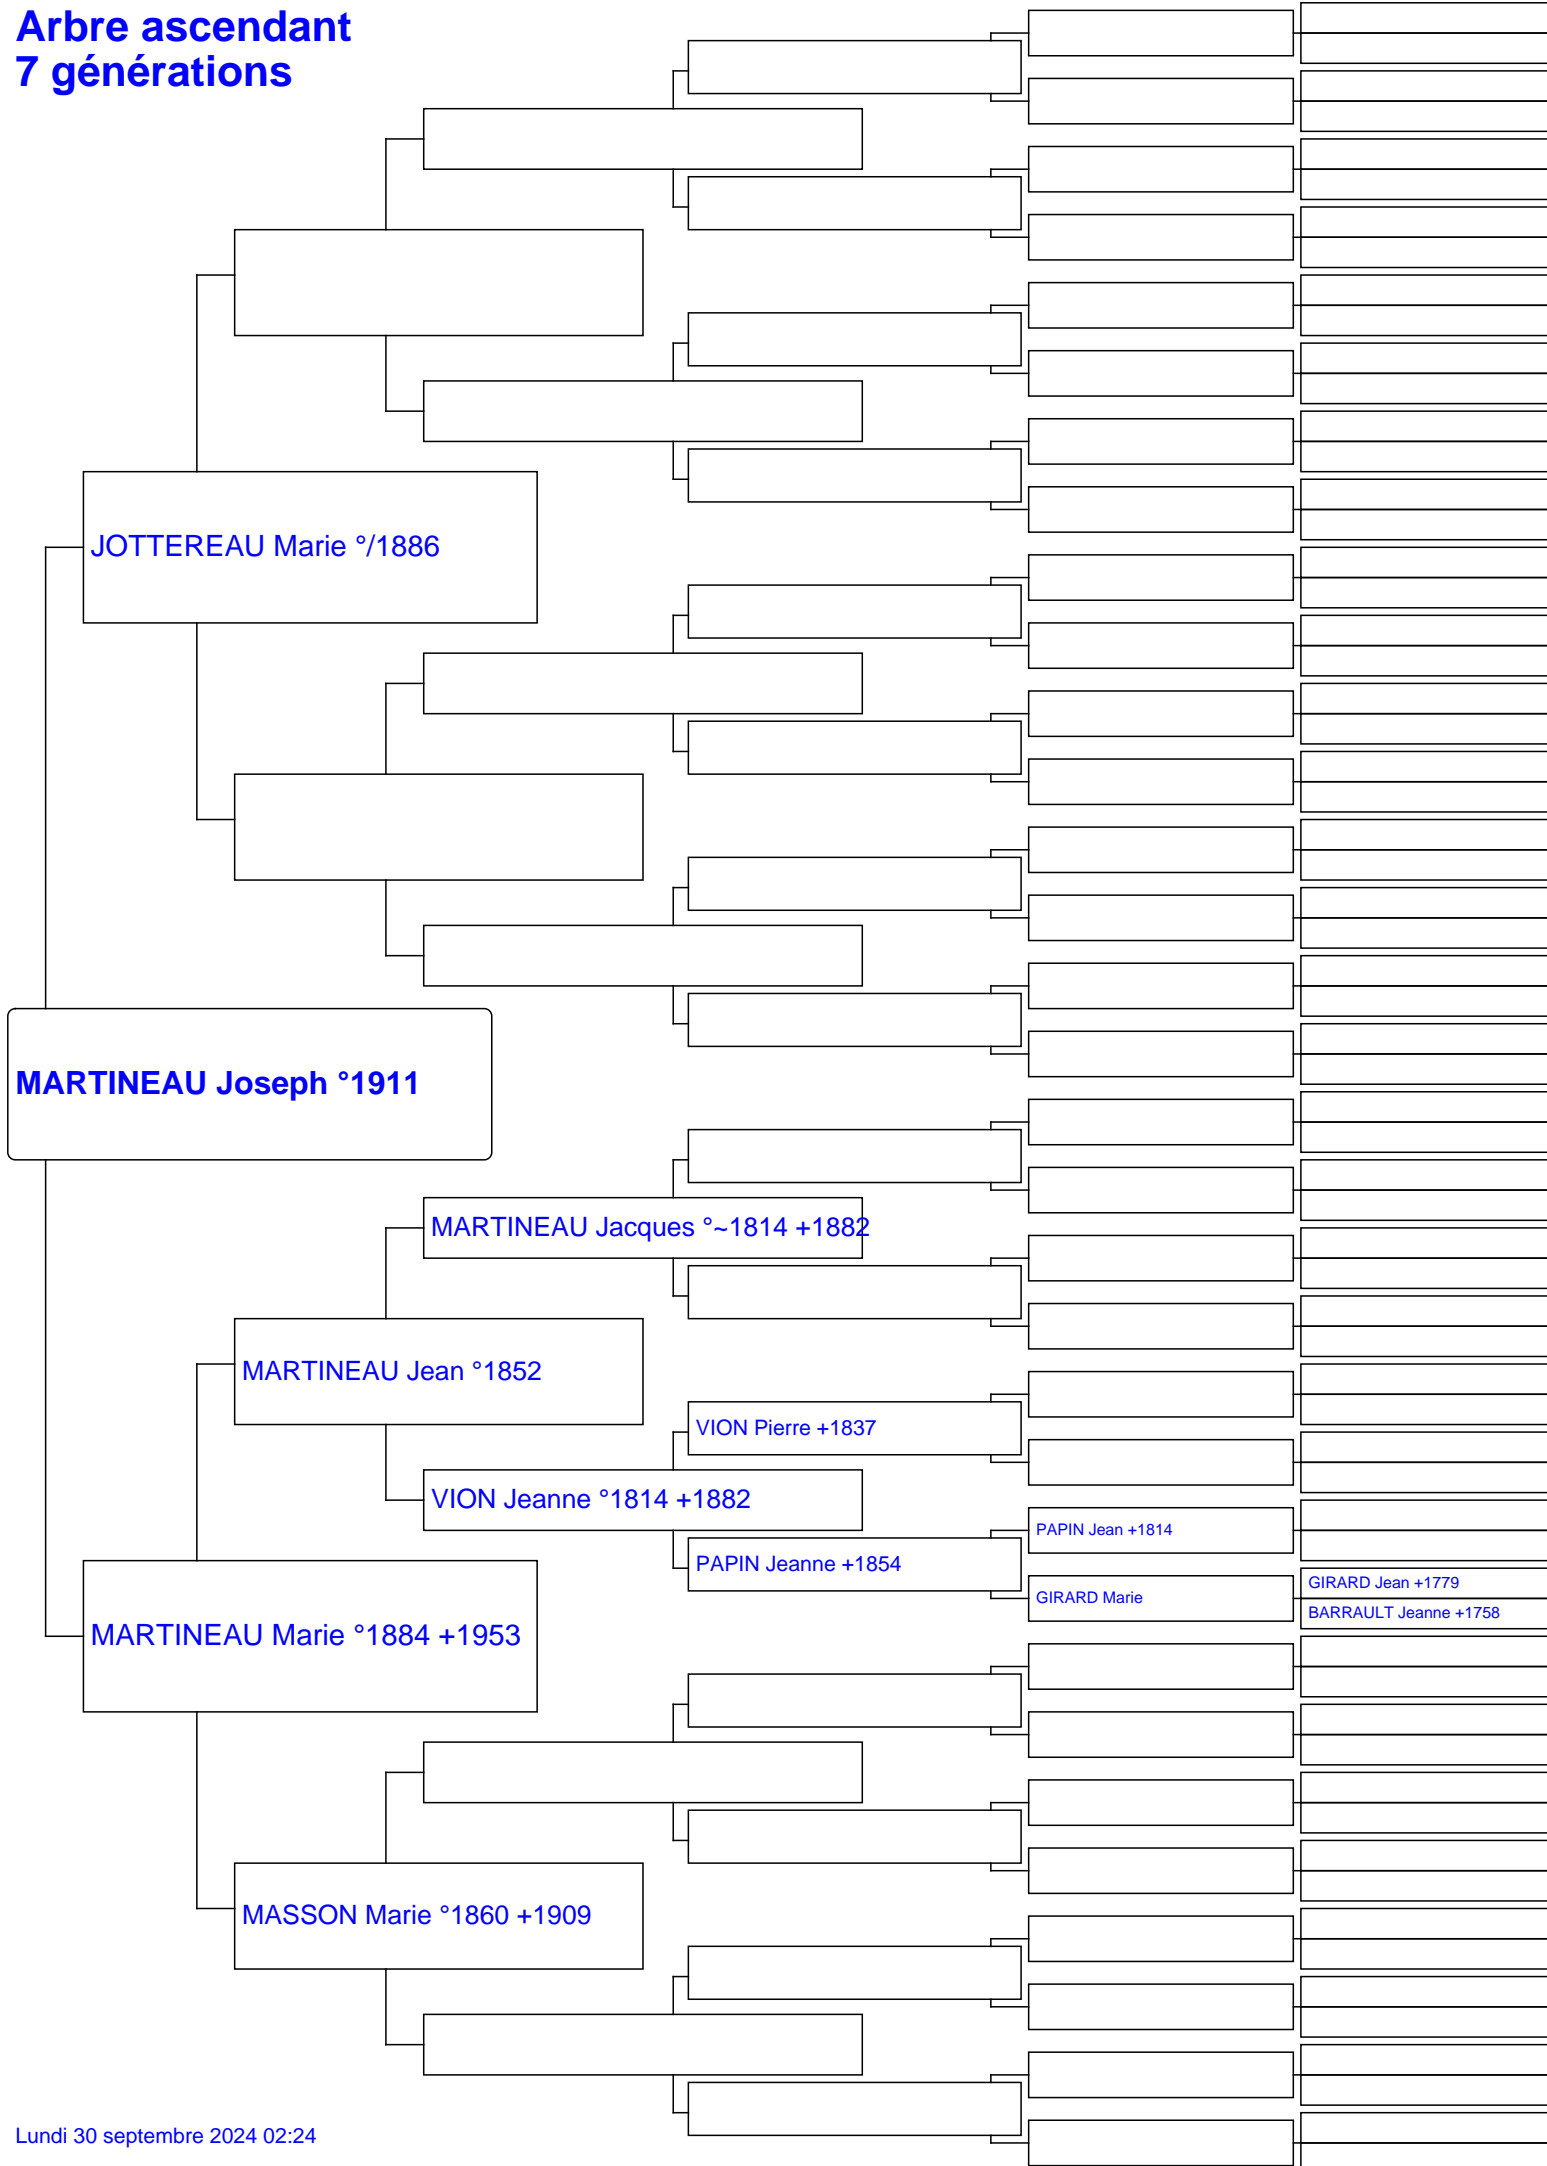 Arbre ascendant
7 générations
JOTTEREAU Marie °/1886
MARTINEAU Joseph °1911
MARTINEAU Jacques °~1814 +1882
MARTINEAU Jean °1852
VION Pierre +1837
VION Jeanne °1814 +1882
PAPIN Jean +1814
PAPIN Jeanne +1854
GIRARD Jean +1779
GIRARD Marie
BARRAULT Jeanne +1758
MARTINEAU Marie °1884 +1953
MASSON Marie °1860 +1909
Lundi 30 septembre 2024 02:24